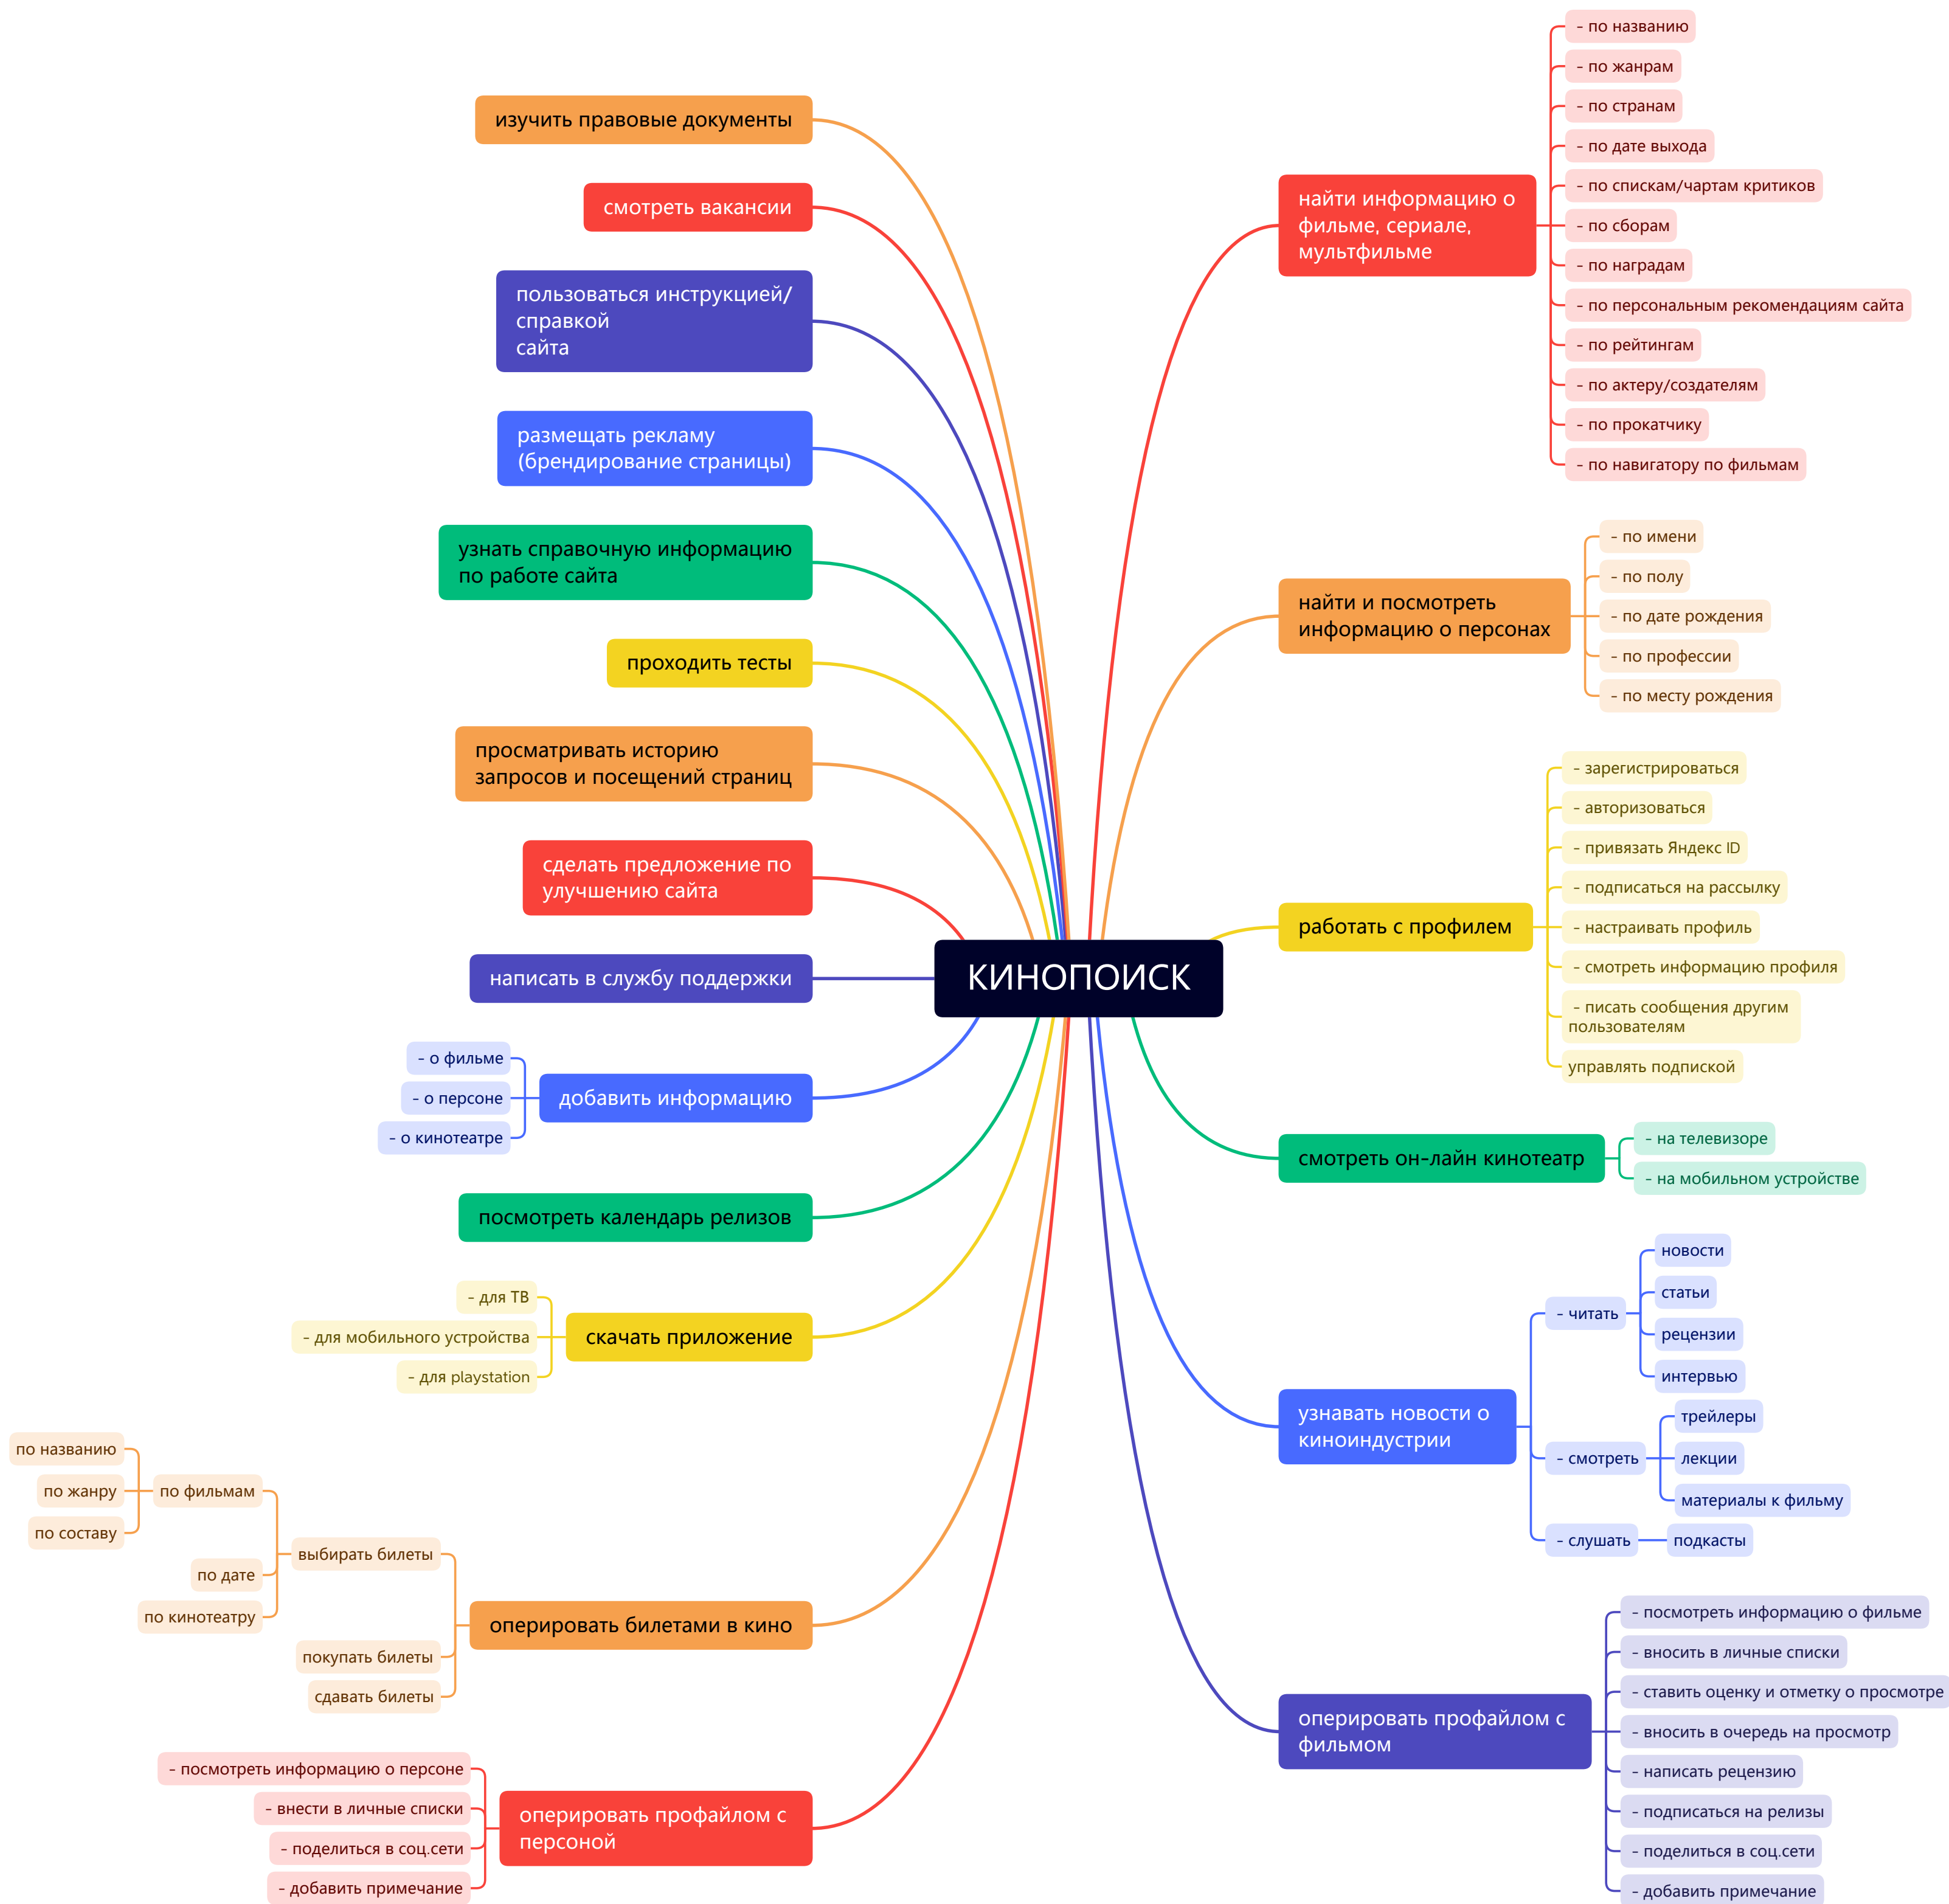 КИНОПОИСК
найти информацию о
фильме, сериале,
мультфильме
- по названию
- по жанрам
- по странам
- по дате выхода
- по спискам/чартам критиков
- по сборам
- по наградам
- по персональным рекомендациям сайта
- по рейтингам
- по актеру/создателям
- по прокатчику
- по навигатору по фильмам
найти и посмотреть
информацию о персонах
- по имени
- по полу
- по дате рождения
- по профессии
- по месту рождения
работать с профилем
- зарегистрироваться
- авторизоваться
- привязать Яндекс ID
- подписаться на рассылку
- настраивать профиль
- смотреть информацию профиля
- писать сообщения другим
пользователям
управлять подпиской
смотреть он-лайн кинотеатр
- на телевизоре
- на мобильном устройстве
узнавать новости о
киноиндустрии
- читать
новости
статьи
рецензии
интервью
- смотреть
трейлеры
лекции
материалы к фильму
- слушать
подкасты
оперировать профайлом с
фильмом
- посмотреть информацию о фильме
- вносить в личные списки
- ставить оценку и отметку о просмотре
- вносить в очередь на просмотр
- написать рецензию
- подписаться на релизы
- поделиться в соц.сети
- добавить примечание
изучить правовые документы
смотреть вакансии
пользоваться инструкцией/
справкой
сайта
размещать рекламу
(брендирование страницы)
узнать справочную информацию
по работе сайта
проходить тесты
просматривать историю
запросов и посещений страниц
сделать предложение по
улучшению сайта
написать в службу поддержки
добавить информацию
- о фильме
- о персоне
- о кинотеатре
посмотреть календарь релизов
скачать приложение
- для ТВ
- для мобильного устройства
- для playstation
оперировать билетами в кино
выбирать билеты
по фильмам
по названию
по жанру
по составу
по дате
по кинотеатру
покупать билеты
сдавать билеты
оперировать профайлом с
персоной
- посмотреть информацию о персоне
- внести в личные списки
- поделиться в соц.сети
- добавить примечание